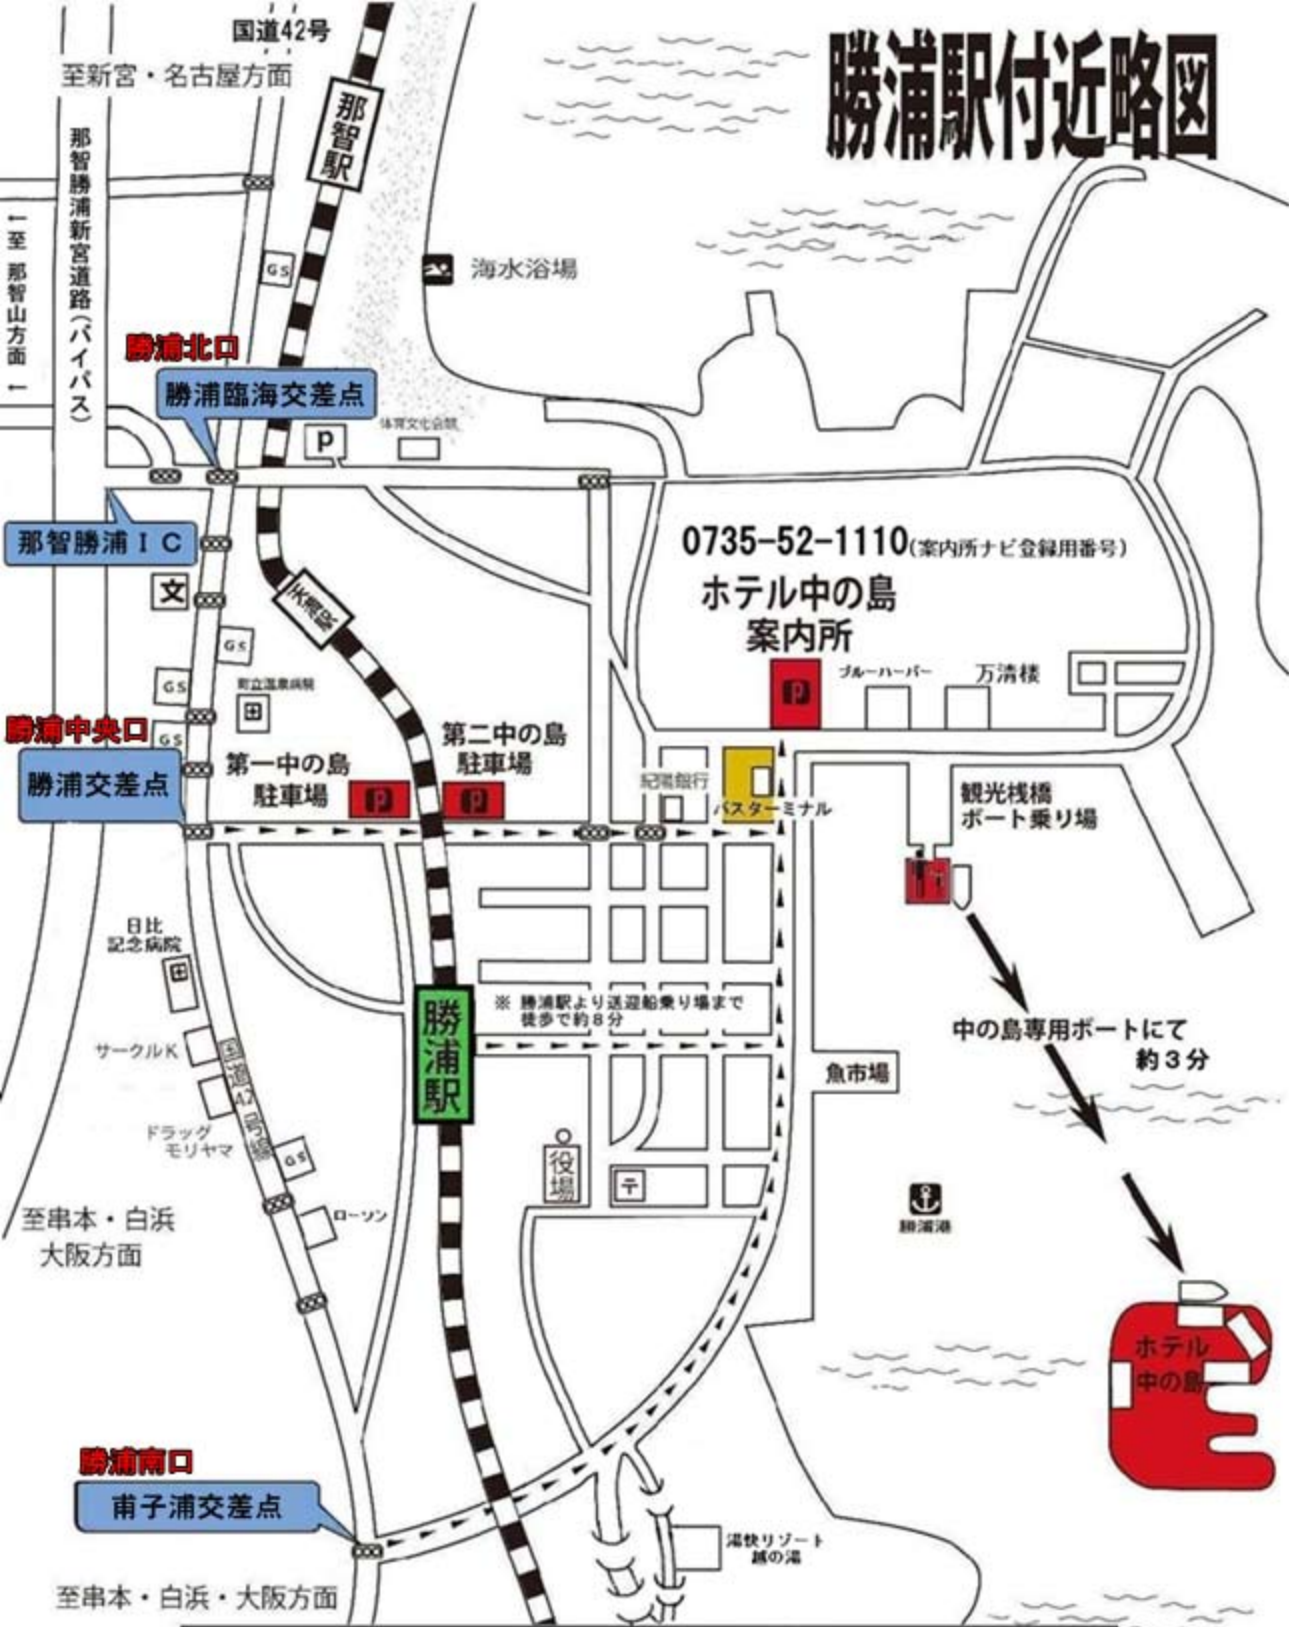 国道42号
至新宮・名古屋方面
勝浦駅付近略図
那智駅
那智勝浦新宮道路(バイパス)
←至 那智山方面←
GS
海水浴場
勝浦北口
勝浦臨海交差点
P
体育文化会館
那智勝浦IC
0735-52-1110(案内所ナビ登録用番号)
ホテル中の島
案内所
P
文
天満駅
GS
ブルーハーバー
万清楼
GS
町立温泉病院
勝浦中央口
GS
勝浦交差点
第一中の島
駐車場
P
第二中の島
駐車場
P
紀陽銀行
バスターミナル
観光桟橋
ボート乗り場
日比
記念病院
※ 勝浦駅より送迎船乗り場まで
徒歩で約8分
勝浦駅
中の島専用ボートにて
約3分
サークルK
国道42号線
魚市場
ドラッグ
モリヤマ
GS
役場
〒
ローソン
勝浦港
至串本・白浜
大阪方面
ホテル
中の島
勝浦南口
甫子浦交差点
湯快リゾート
越の湯
至串本・白浜・大阪方面